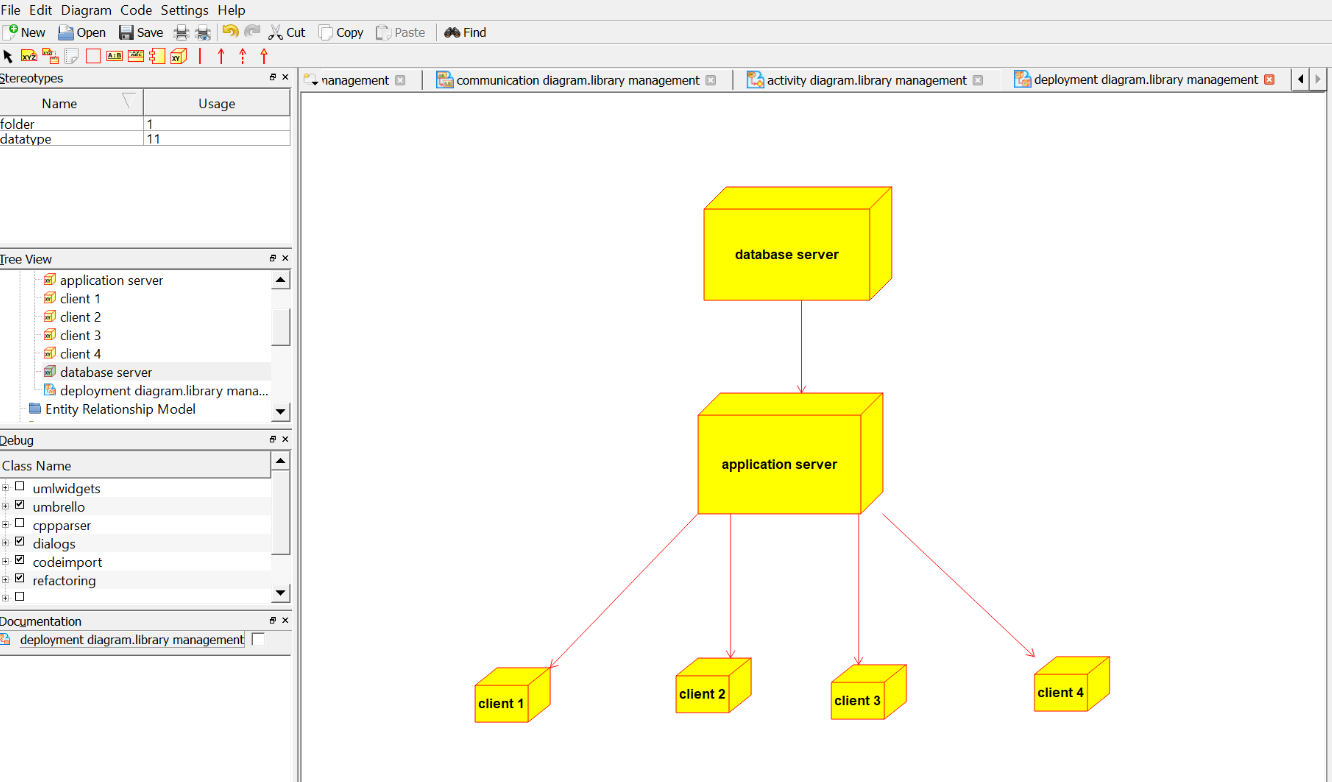 File Edit Diagram Code Settings Help
New Open Save Cut Copy Paste Find
Stereotypes
Name Usage
folder 1
datatype 11
Tree View
application server
client 1
client 2
client 3
client 4
database server
deployment diagram.library mana...
Entity Relationship Model
Debug
Class Name
umlwidgets
umbrello
cppparser
dialogs
codeimport
refactoring
Documentation
deployment diagram.library management
management communication diagram.library management activity diagram.library management deployment diagram.library management
database server
application server
client 1
client 2
client 3
client 4